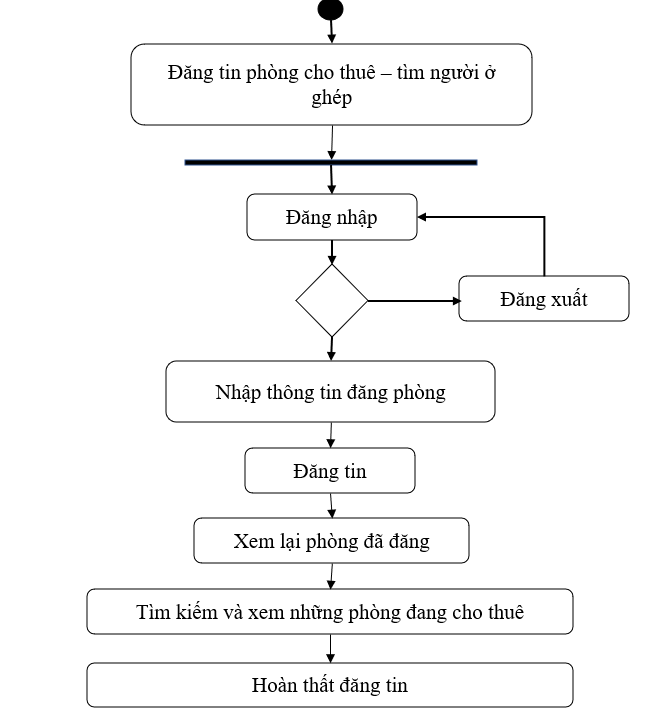 Đăng tin phòng cho thuê – tìm người ở
ghép
Đăng nhập
Đăng xuất
Nhập thông tin đăng phòng
Đăng tin
Xem lại phòng đã đăng
Tìm kiếm và xem những phòng đang cho thuê
Hoàn thất đăng tin